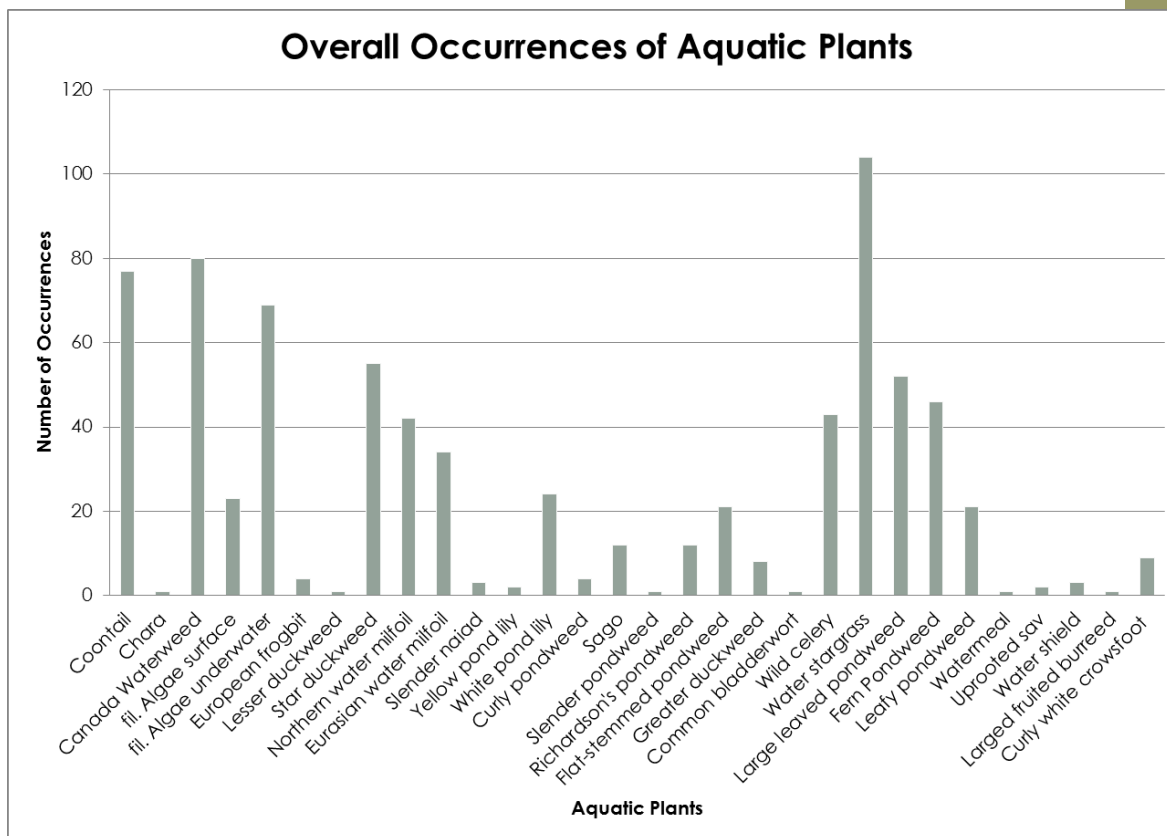 Overall Occurrences of Aquatic Plants
120
100
80
60
40
20
0
Number of Occurrences
Coontail
Chara
Canada Waterweed
fil. Algae surface
fil. Algae underwater
European frogbit
Lesser duckweed
Star duckweed
Northern water milfoil
Eurasian water milfoil
Slender naiad
Yellow pond lily
White pond lily
Curly pondweed
Sago
Slender pondweed
Richardson's pondweed
Flat-stemmed pondweed
Greater duckweed
Common bladderwort
Wild celery
Water stargrass
Large leaved pondweed
Fern Pondweed
Leafy pondweed
Watermeal
Uprooted sav
Water shield
Larged fruited burreed
Curly white crowsfoot
Aquatic Plants